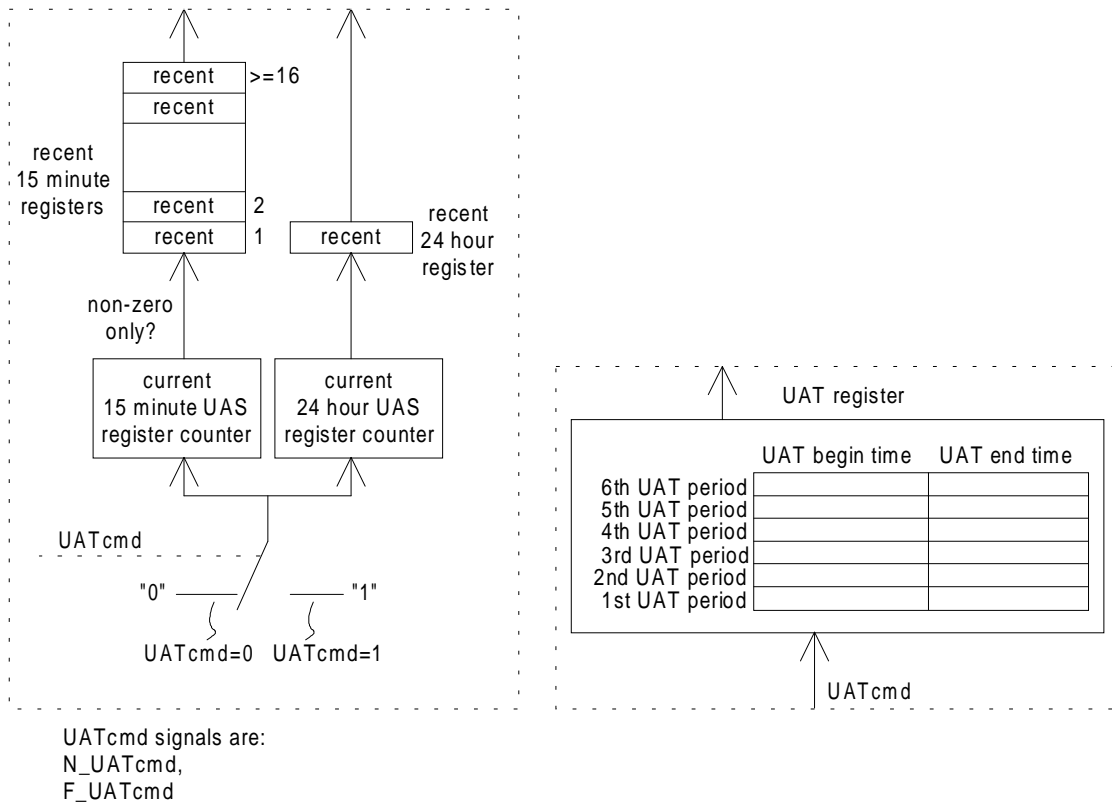 recent >=16
recent
recent
15 minute
registers
recent 2
recent 1
recent
recent
24 hour
register
non-zero
only?
current
15 minute UAS
register counter
current
24 hour UAS
register counter
UATcmd
"0"
"1"
UATcmd=0
UATcmd=1
UATcmd signals are:
N_UATcmd,
F_UATcmd
UAT register
UAT begin time UAT end time
6th UAT period
5th UAT period
4th UAT period
3rd UAT period
2nd UAT period
1st UAT period
UATcmd